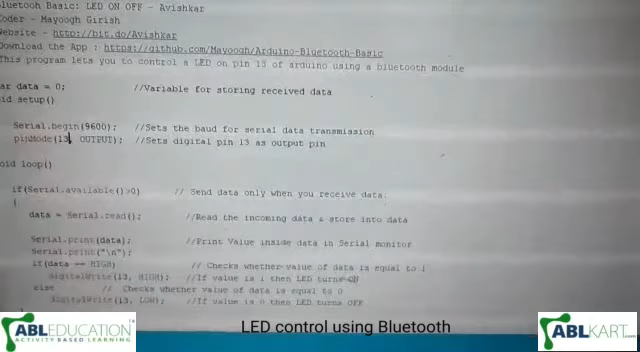 luetooth Basic: LED ON OFF - Avishkar
oder - Mayoogh Girish
ebsite - http://bit.do/Avishkar
ownload the App : https://github.com/Mayoogh/Arduino-Bluetooth-Basic
his program lets you to control a LED on pin 13 of arduino using a bluetooth module
ar data = 0; //Variable for storing received data
oid setup()
Serial.begin(9600); //Sets the baud for serial data transmission
pinMode(13, OUTPUT); //Sets digital pin 13 as output pin
oid loop()
if(Serial.available()>0) // Send data only when you receive data:
{
data = Serial.read(); //Read the incoming data & store into data
Serial.print(data); //Print Value inside data in Serial monitor
Serial.print("\n");
if(data == HIGH) // Checks whether value of data is equal to 1
digitalWrite(13, HIGH); //If value is 1 then LED turns ON
else // Checks whether value of data is equal to 0
digitalWrite(13, LOW); //If value is 0 then LED turns OFF
ABLEDUCATION
ACTIVITY BASED LEARNING
LED control using Bluetooth
ABLKART.com